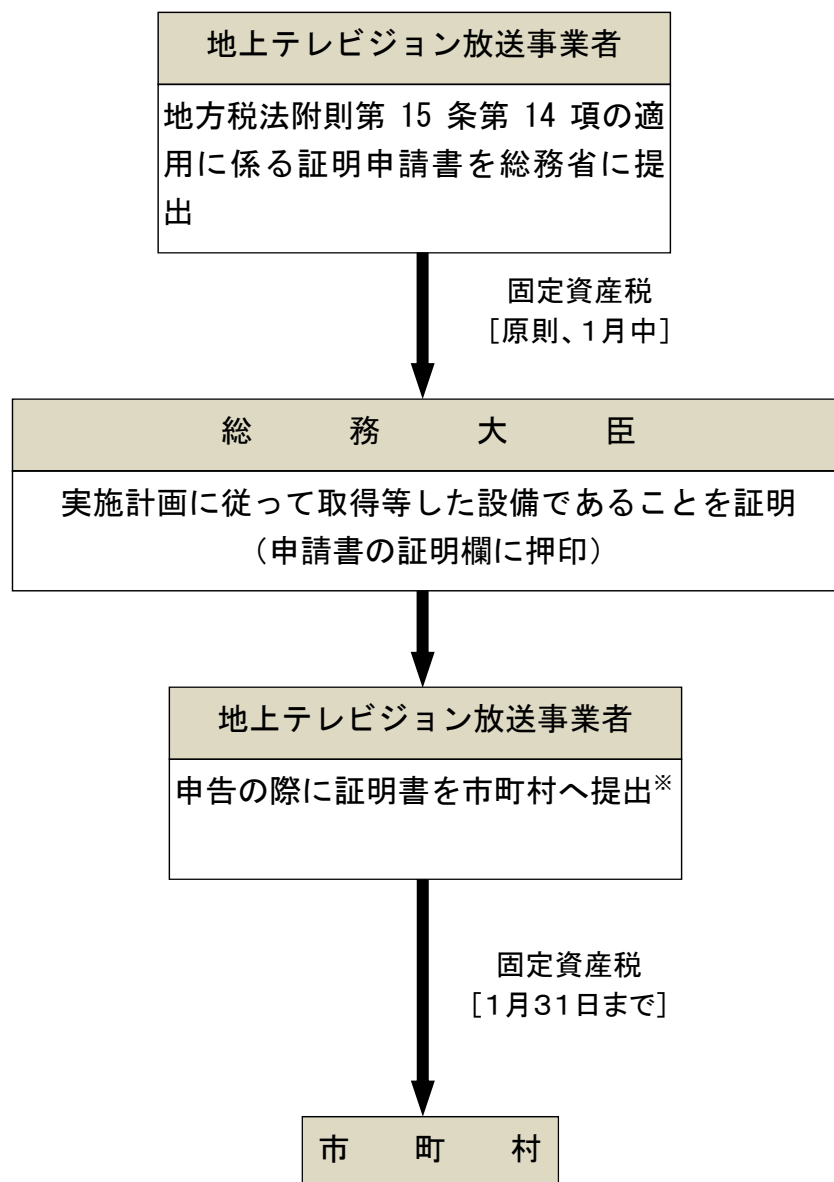 地上テレビジョン放送事業者
地方税法附則第 15 条第 14 項の適
用に係る証明申請書を総務省に提
出
固定資産税
[原則、1月中]
総務大臣
実施計画に従って取得等した設備であることを証明
（申請書の証明欄に押印）
地上テレビジョン放送事業者
申告の際に証明書を市町村へ提出※
固定資産税
[1月31日まで]
市町村